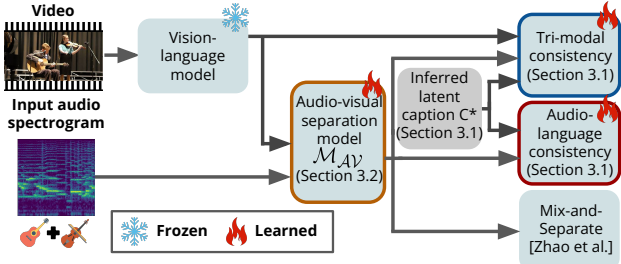 Video
Vision-
language
model
Input audio
spectrogram
Audio-visual
separation
model
M_AV
(Section 3.2)
Inferred
latent
caption C*
(Section 3.1)
Tri-modal
consistency
(Section 3.1)
Audio-
language
consistency
(Section 3.1)
Mix-and-
Separate
[Zhao et al.]
Frozen
Learned